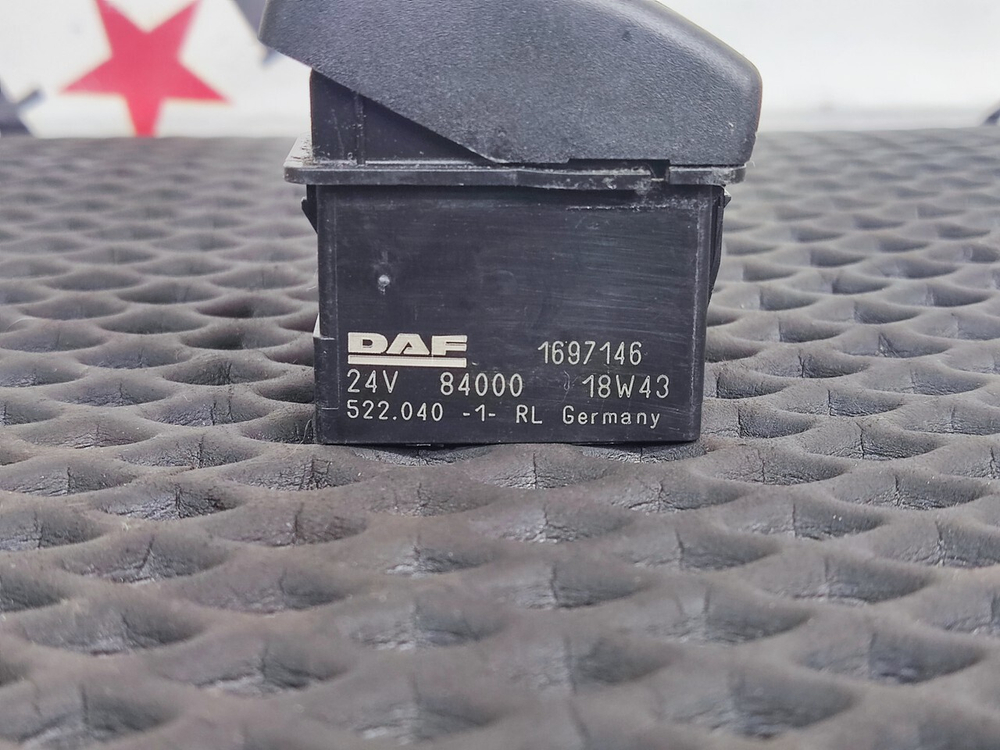 DAF 1697146
24V 84000 18W43
522.040 -1- RL Germany